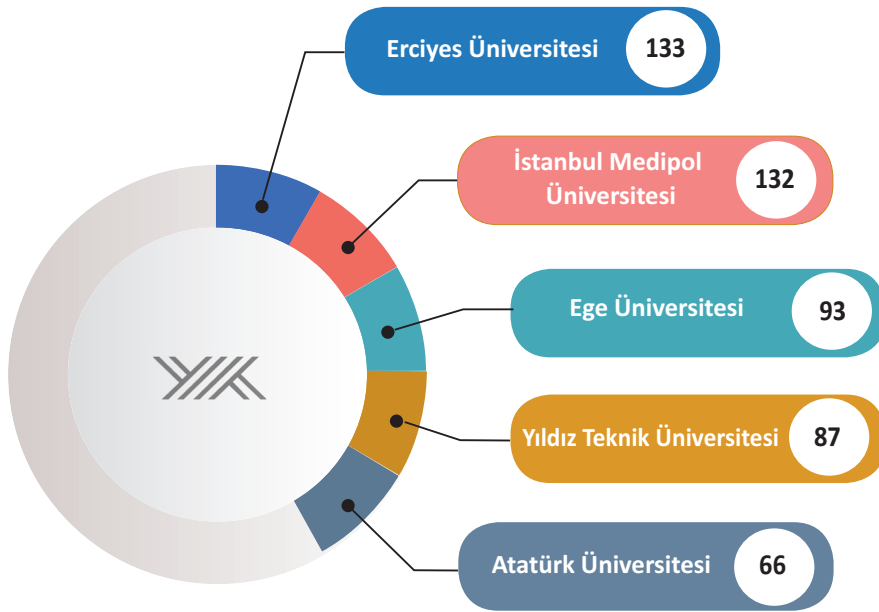 Erciyes Üniversitesi 133
İstanbul Medipol
Üniversitesi 132
Ege Üniversitesi 93
Yıldız Teknik Üniversitesi 87
Atatürk Üniversitesi 66